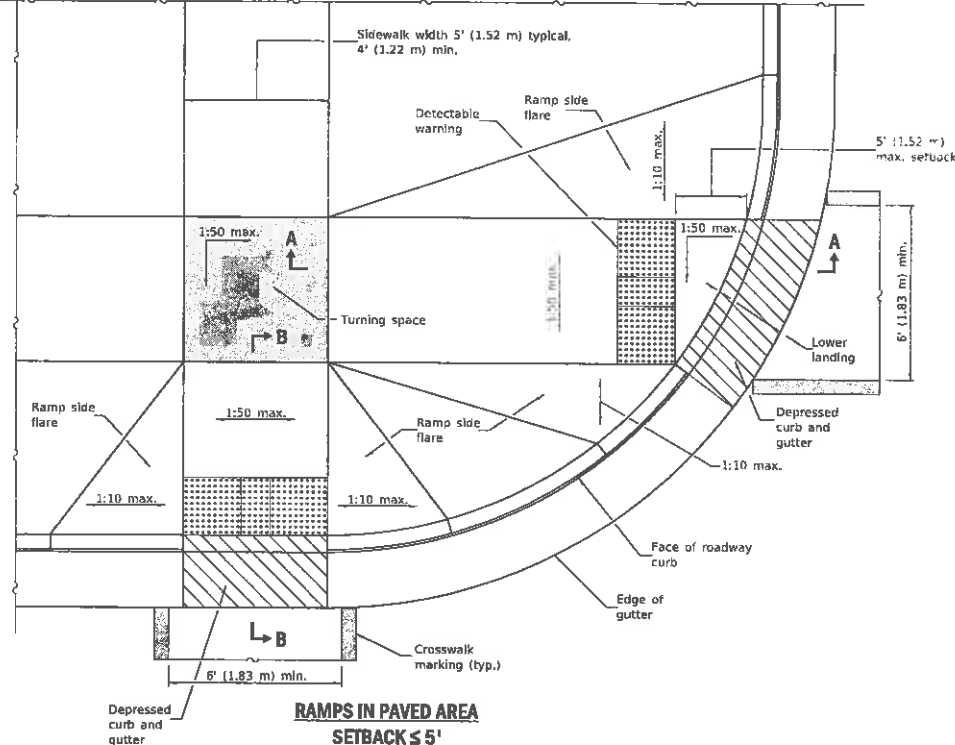 Sidewalk width 5' (1.52 m) typical,
4' (1.22 m) min.
Detectable
warning
Ramp side
flare
1:10 max.
5' (1.52 m)
max. setback
1:50 max.
A
1:50 max.
A
1:50 max.
6' (1.83 m) min.
Turning space
B
Lower
landing
Ramp side
flare
1:50 max.
Ramp side
flare
Depressed
curb and
gutter
1:10 max.
1:10 max.
1:10 max.
Face of roadway
curb
Edge of
gutter
B
Crosswalk
marking (typ.)
6' (1.83 m) min.
Depressed
curb and
gutter
RAMPS IN PAVED AREA
SETBACK ≤ 5'